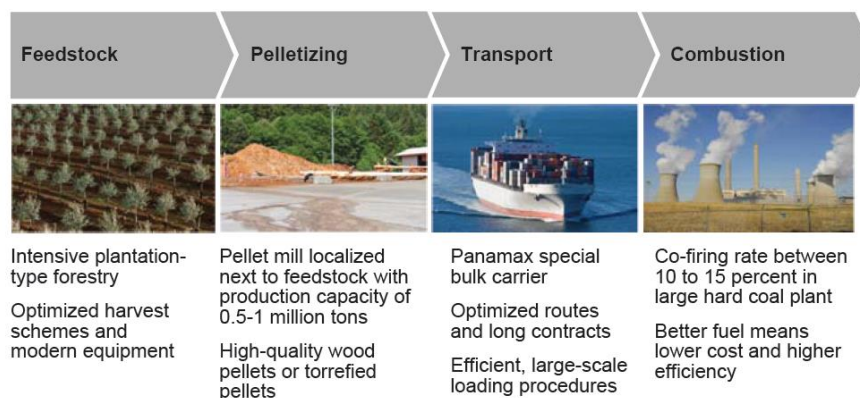 Feedstock
Pelletizing
Transport
Combustion
Intensive plantation-
type forestry
Optimized harvest
schemes and
modern equipment
Pellet mill localized
next to feedstock with
production capacity of
0.5-1 million tons
High-quality wood
pellets or torrefied
pellets
Panamax special
bulk carrier
Optimized routes
and long contracts
Efficient, large-scale
loading procedures
Co-firing rate between
10 to 15 percent in
large hard coal plant
Better fuel means
lower cost and higher
efficiency